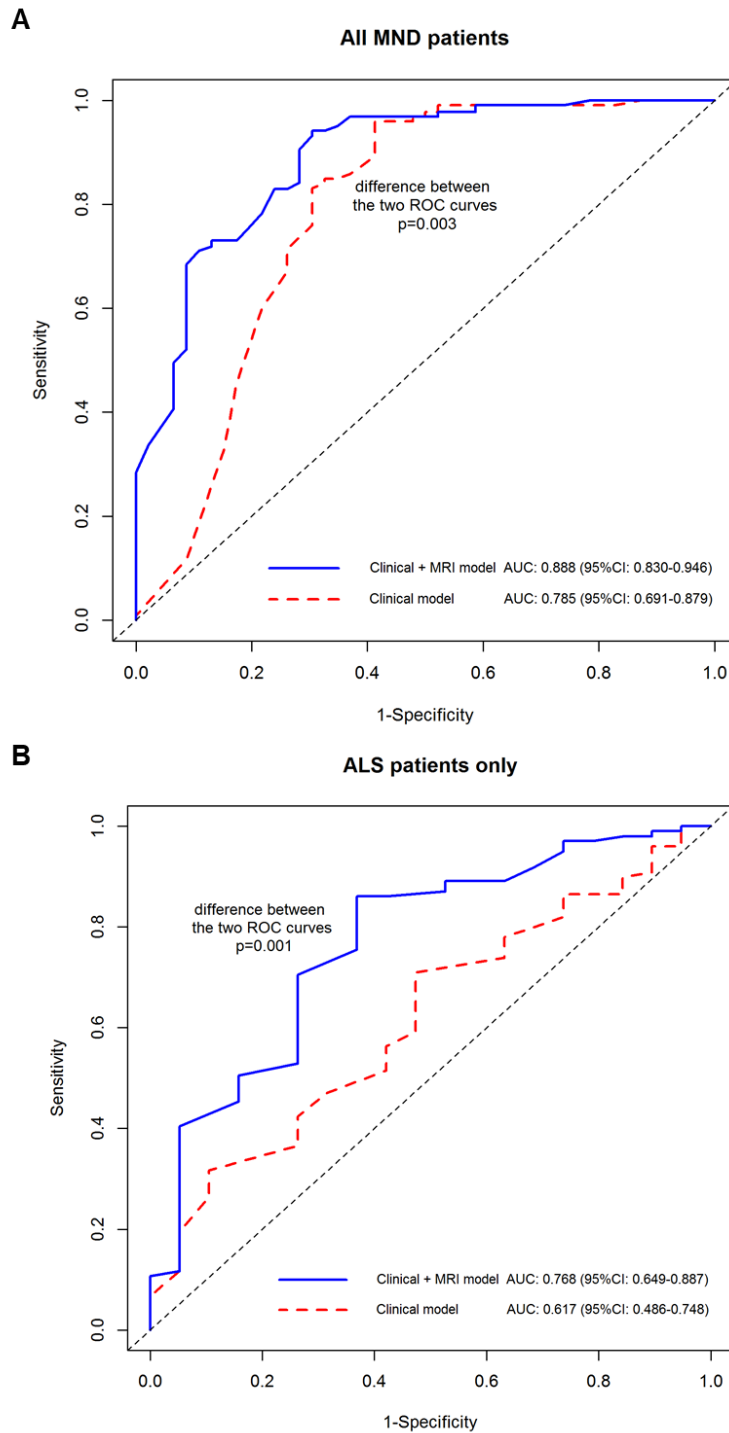 A
All MND patients
1.0
0.8
0.6
0.4
0.2
0.0
Sensitivity
difference between
the two ROC curves
p=0.003
Clinical + MRI model AUC: 0.888 (95%CI: 0.830-0.946)
Clinical model AUC: 0.785 (95%CI: 0.691-0.879)
0.0 0.2 0.4 0.6 0.8 1.0
1-Specificity
B
ALS patients only
1.0
0.8
0.6
0.4
0.2
0.0
Sensitivity
difference between
the two ROC curves
p=0.001
Clinical + MRI model AUC: 0.768 (95%CI: 0.649-0.887)
Clinical model AUC: 0.617 (95%CI: 0.486-0.748)
0.0 0.2 0.4 0.6 0.8 1.0
1-Specificity